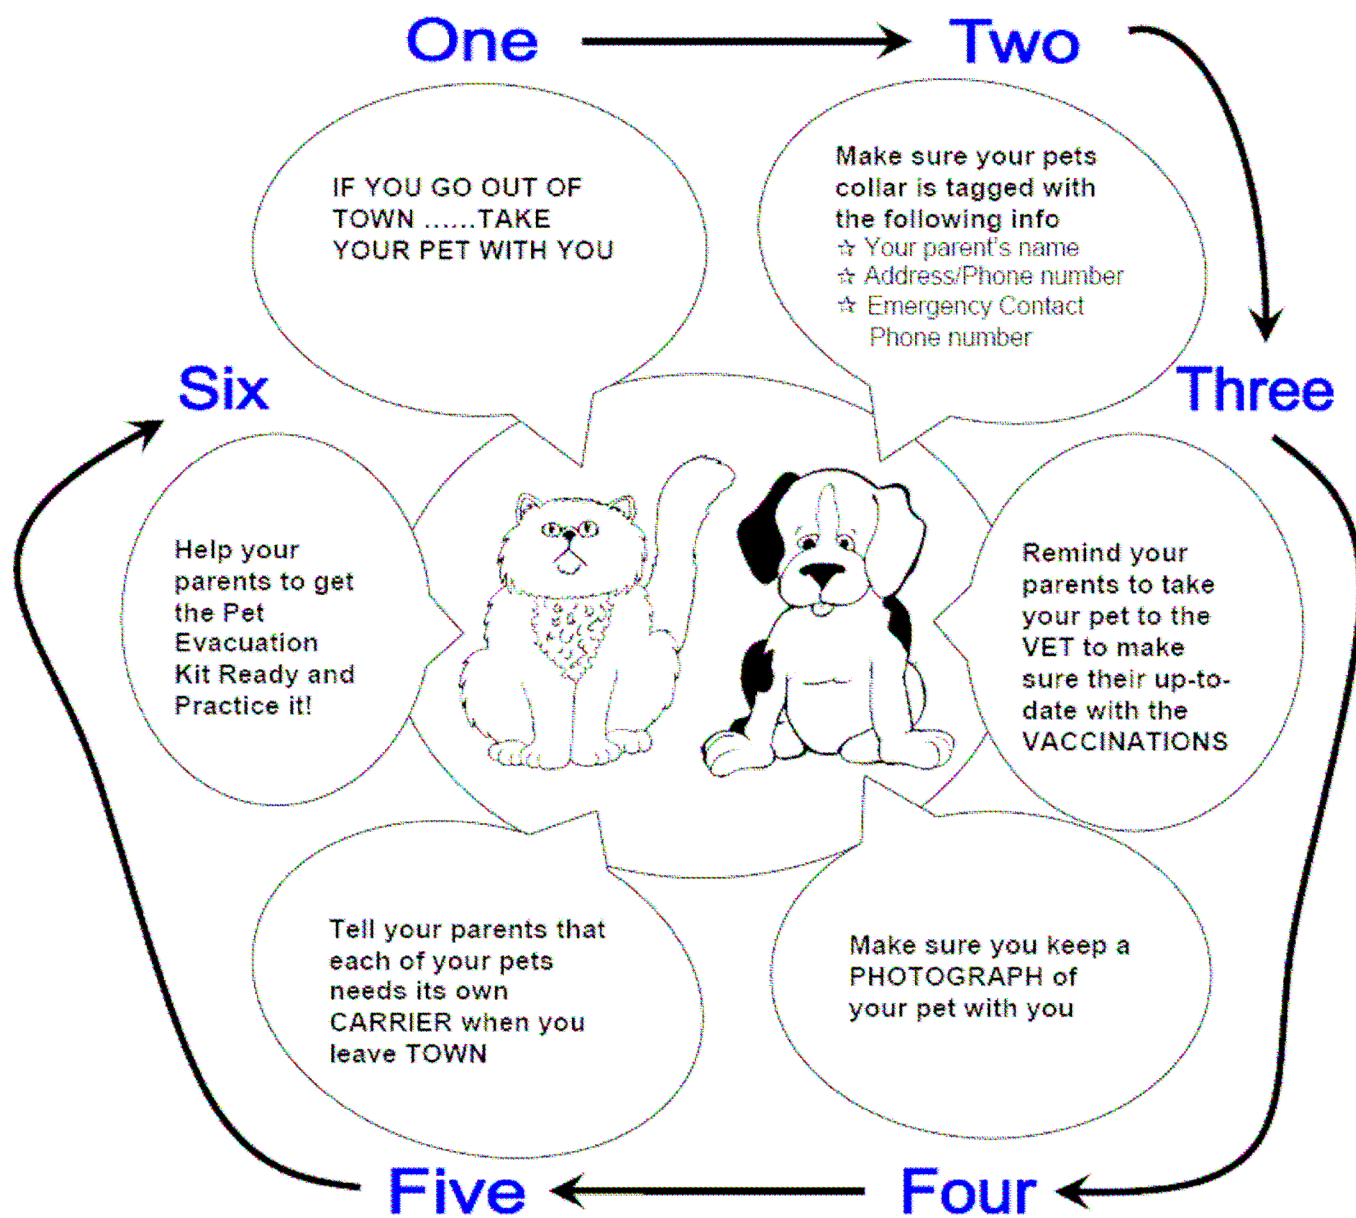 One
Two
IF YOU GO OUT OF
TOWN ......TAKE
YOUR PET WITH YOU
Make sure your pets
collar is tagged with
the following info
☆ Your parent's name
☆ Address/Phone number
☆ Emergency Contact
Phone number
Three
Remind your
parents to take
your pet to the
VET to make
sure their up-to-
date with the
VACCINATIONS
Four
Make sure you keep a
PHOTOGRAPH of
your pet with you
Five
Tell your parents that
each of your pets
needs its own
CARRIER when you
leave TOWN
Six
Help your
parents to get
the Pet
Evacuation
Kit Ready and
Practice it!